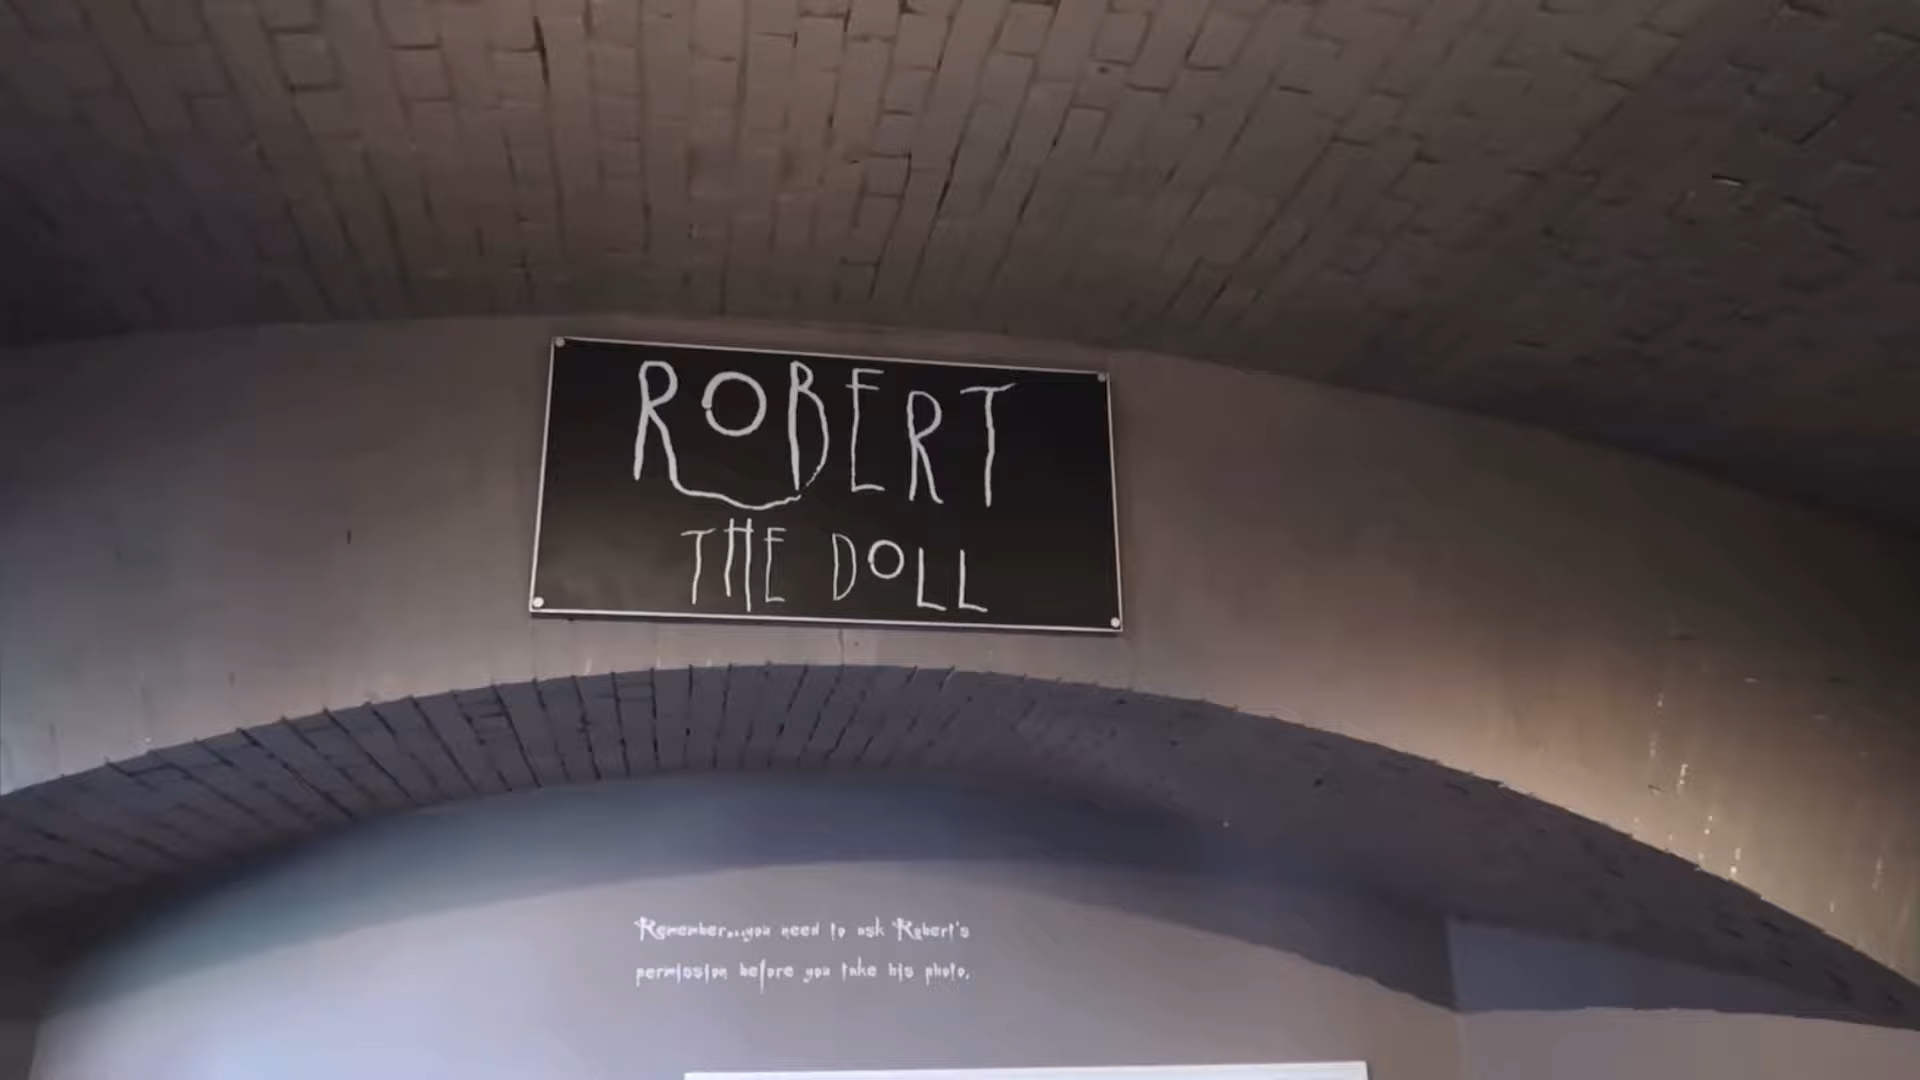 ROBERT
THE DOLL
Remember...you need to ask Robert's
permission before you take his photo.